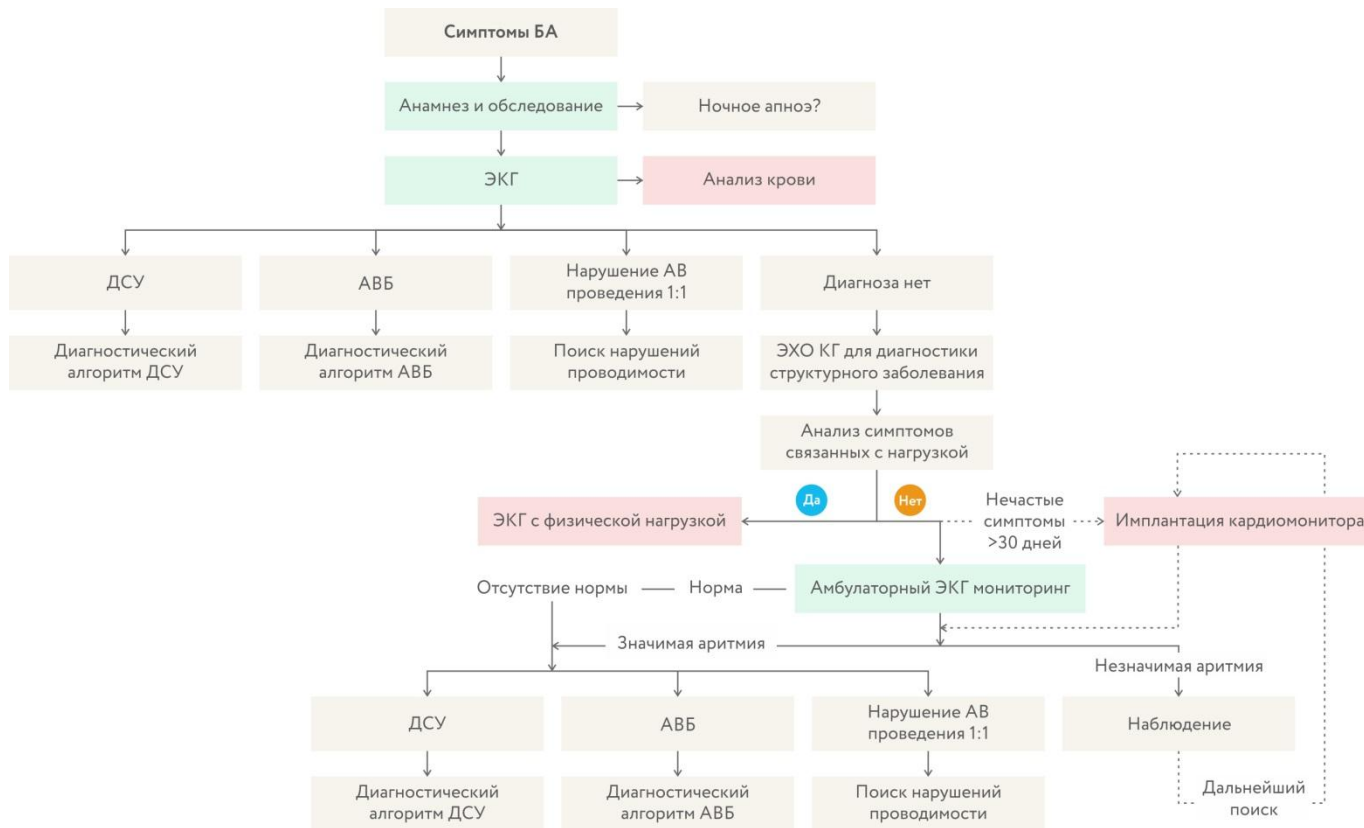 Симптомы БА
Анамнез и обследование
Ночное апноэ?
ЭКГ
Анализ крови
ДСУ
АВБ
Нарушение АВ
проведения 1:1
Диагноза нет
Диагностический
алгоритм ДСУ
Диагностический
алгоритм АВБ
Поиск нарушений
проводимости
ЭХО КГ для диагностики
структурного заболевания
Анализ симптомов
связанных с нагрузкой
Да
Нет
ЭКГ с физической нагрузкой
Нечастые
симптомы
>30 дней
Имплантация кардиомонитора
Отсутствие нормы
Норма
Амбулаторный ЭКГ мониторинг
Значимая аритмия
Незначимая аритмия
ДСУ
АВБ
Нарушение АВ
проведения 1:1
Наблюдение
Диагностический
алгоритм ДСУ
Диагностический
алгоритм АВБ
Поиск нарушений
проводимости
Дальнейший
поиск